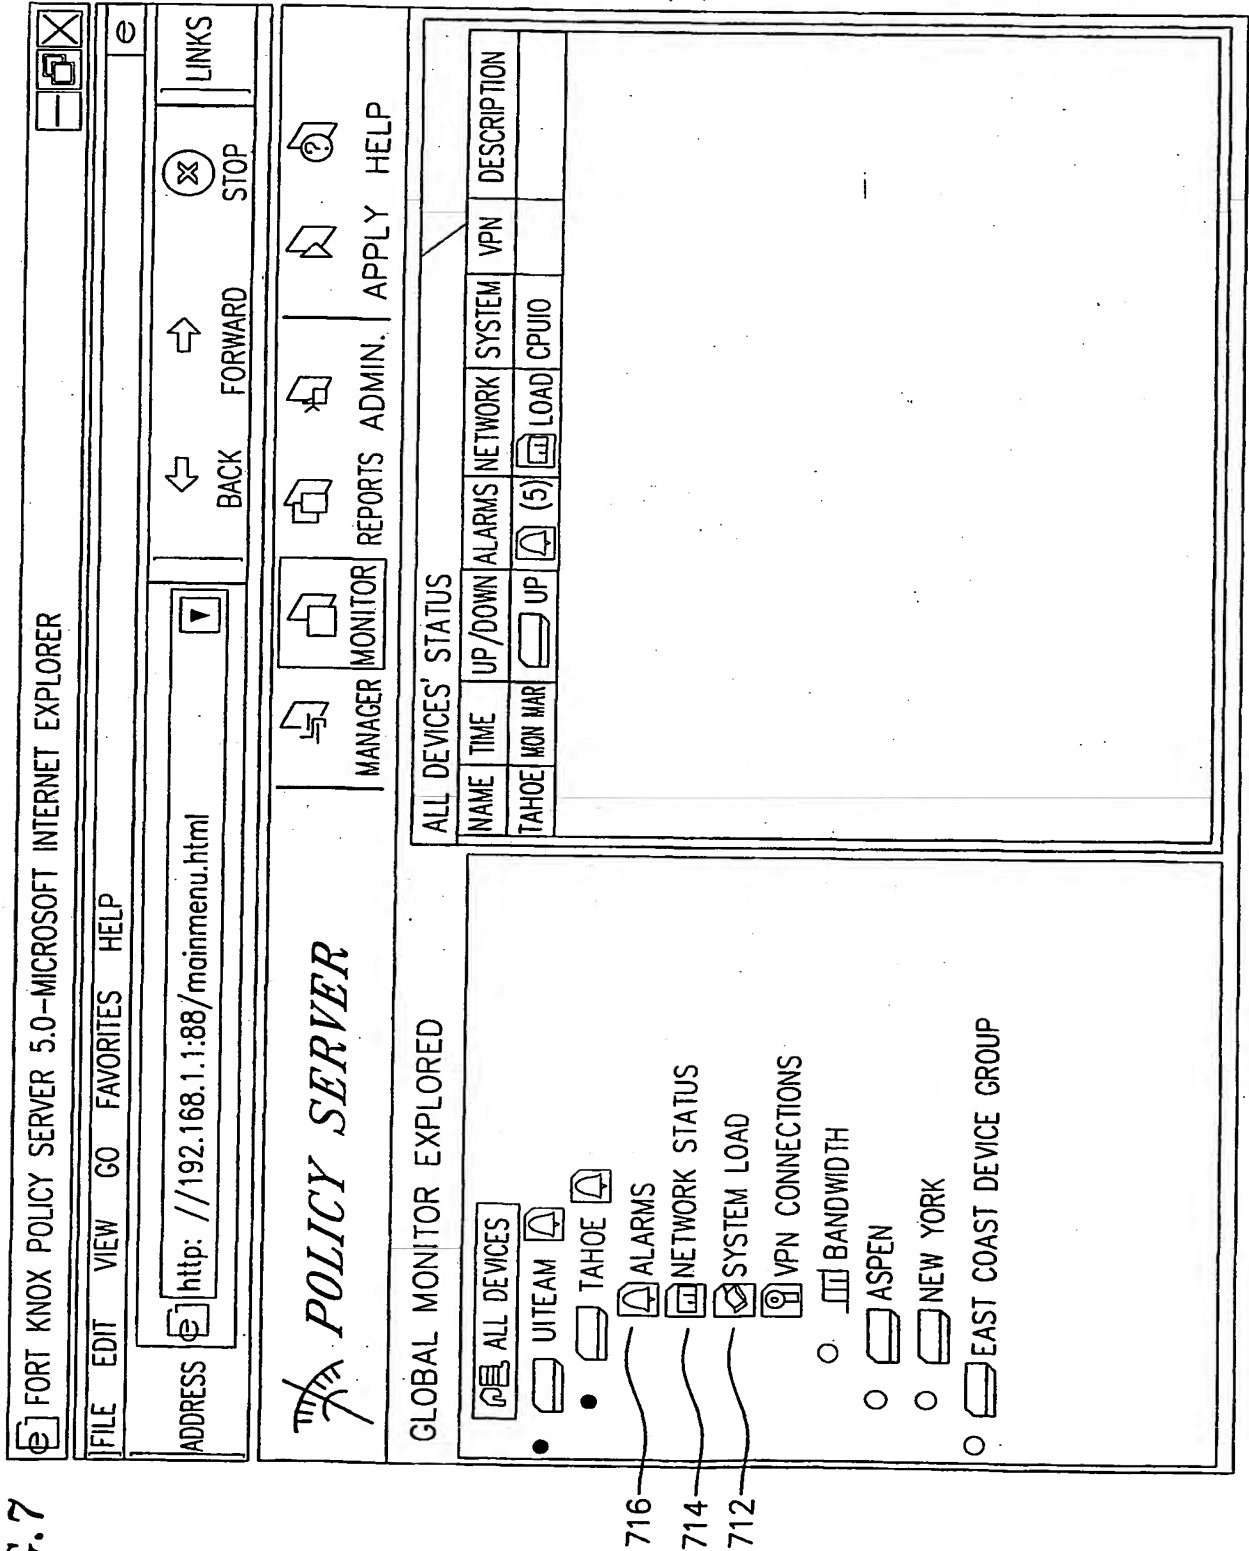 FORT KNOX POLICY SERVER 5.0-MICROSOFT INTERNET EXPLORER
FILE EDIT VIEW GO FAVORITES HELP
ADDRESS http: //192.168.1.1:88/mainmenu.html
BACK FORWARD STOP LINKS
POLICY SERVER
MANAGER MONITOR REPORTS ADMIN. APPLY HELP
GLOBAL MONITOR EXPLORED
ALL DEVICES
UITEAM
TAHOE
716 ALARMS
714 NETWORK STATUS
712 SYSTEM LOAD
VPN CONNECTIONS
BANDWIDTH
ASPEN
NEW YORK
EAST COAST DEVICE GROUP
ALL DEVICES' STATUS
NAME TIME UP/DOWN ALARMS NETWORK SYSTEM VPN DESCRIPTION
TAHOE MON MAR UP (5) LOAD CPUIO